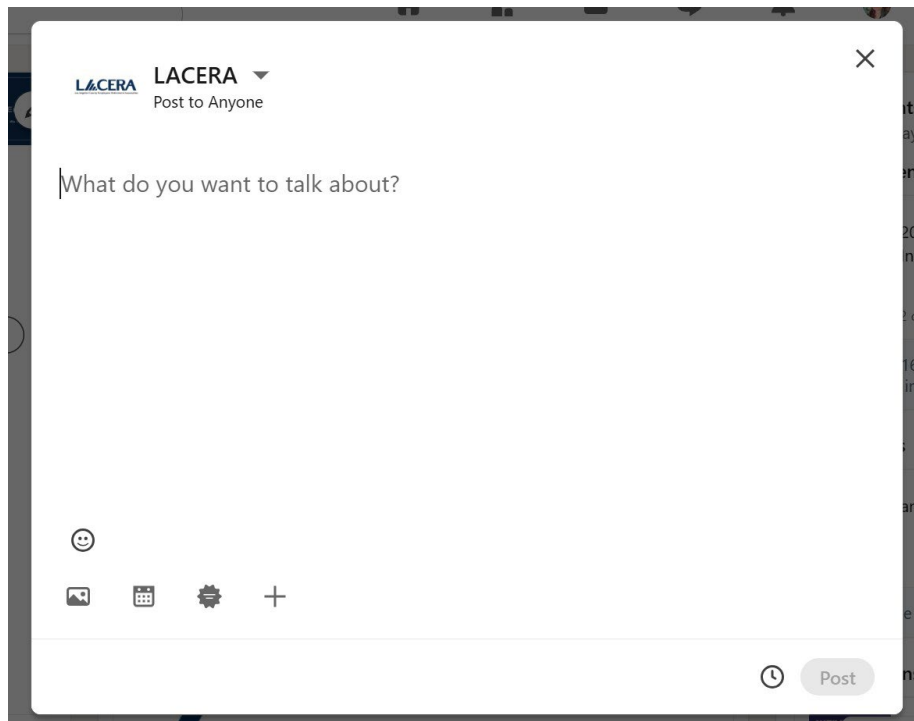 LACERA
LACERA
Post to Anyone
What do you want to talk about?
Post